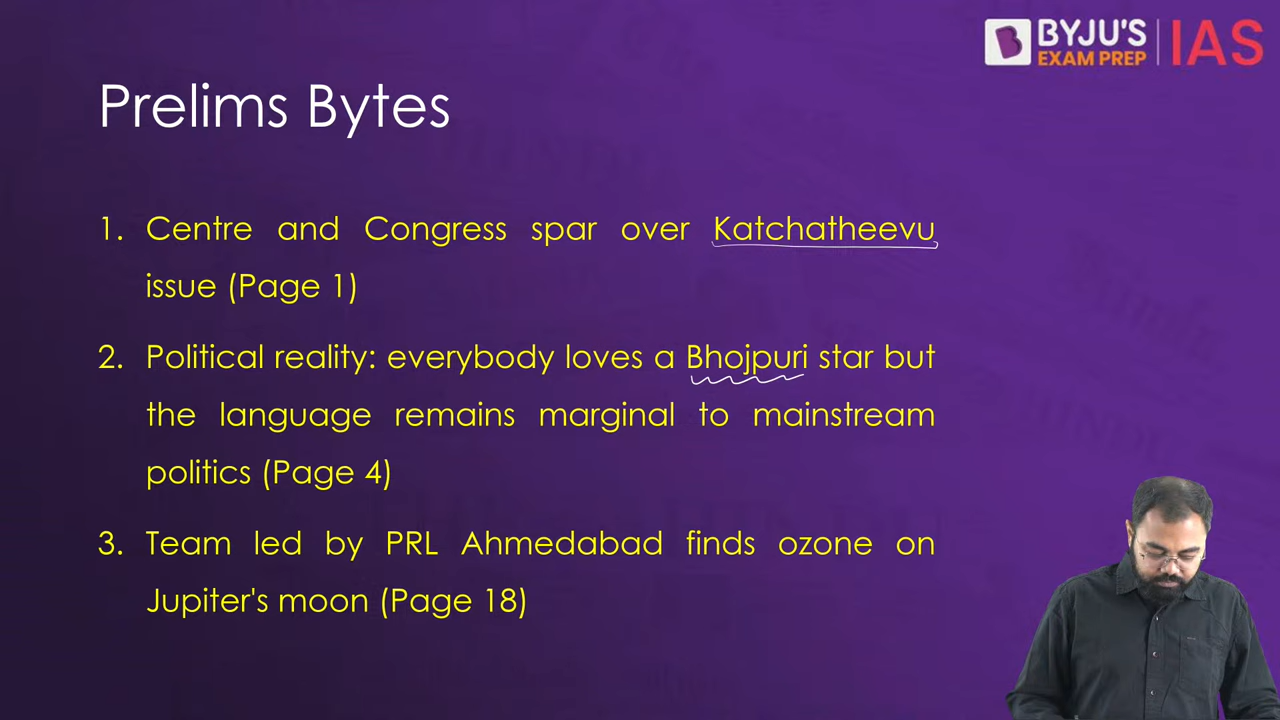 BYJU'S
EXAM PREP
IAS
Prelims Bytes
1. Centre and Congress spar over Katchatheevu
issue (Page 1)
2. Political reality: everybody loves a Bhojpuri star but
the language remains marginal to mainstream
politics (Page 4)
3. Team led by PRL Ahmedabad finds ozone on
Jupiter's moon (Page 18)